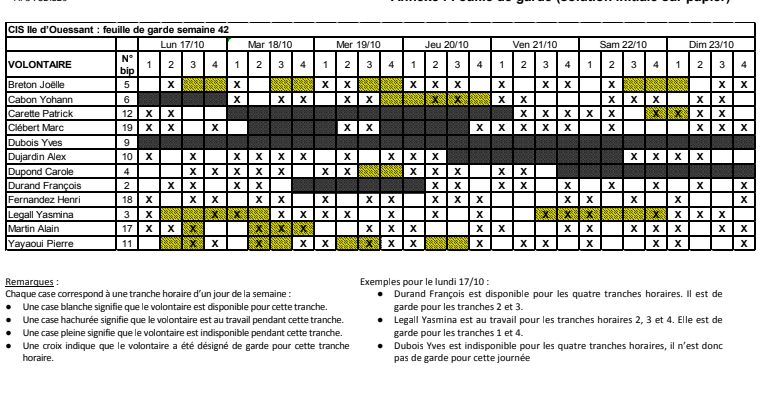 Feuille de garde (solution initiale sur papier)
CIS Ile d'Ouessant : feuille de garde semaine 42
Lun 17/10 Mar 18/10 Mer 19/10 Jeu 20/10 Ven 21/10 Sam 22/10 Dim 23/10
VOLONTAIRE N° bip 1 2 3 4 1 2 3 4 1 2 3 4 1 2 3 4 1 2 3 4 1 2 3 4 1 2 3 4
Breton Joëlle 5 X X X X X X X X X X X X X
Cabon Yohann 6 X X X X X X X X X X X X X X
Carette Patrick 12 X X X X X X X X X X X
Clébert Marc 19 X X X X X X X X X X X X X X
Dubois Yves 9
Dujardin Alex 10 X X X X X X X X X X X X X X
Dupond Carole 4 X X X X X X X X X X X X
Durand François 2 X X X X X X X X X X X X X
Fernandez Henri 18 X X X X X X X X X X X X X X X
Legall Yasmina 3 X X X X X X X X X X X X X X X X X
Martin Alain 17 X X X X X X X X X X X X X X X
Yayaoui Pierre 11 X X X X X X X X X X X X X
Remarques :
Chaque case correspond à une tranche horaire d'un jour de la semaine :
● Une case blanche signifie que le volontaire est disponible pour cette tranche.
● Une case hachurée signifie que le volontaire est au travail pendant cette tranche.
● Une case pleine signifie que le volontaire est indisponible pendant cette tranche.
● Une croix indique que le volontaire a été désigné de garde pour cette tranche
horaire.
Exemples pour le lundi 17/10 :
● Durand François est disponible pour les quatre tranches horaires. Il est de
garde pour les tranches 2 et 3.
● Legall Yasmina est au travail pour les tranches horaires 2, 3 et 4. Elle est de
garde pour les tranches 1 et 4.
● Dubois Yves est indisponible pour les quatre tranches horaires, il n'est donc
pas de garde pour cette journée